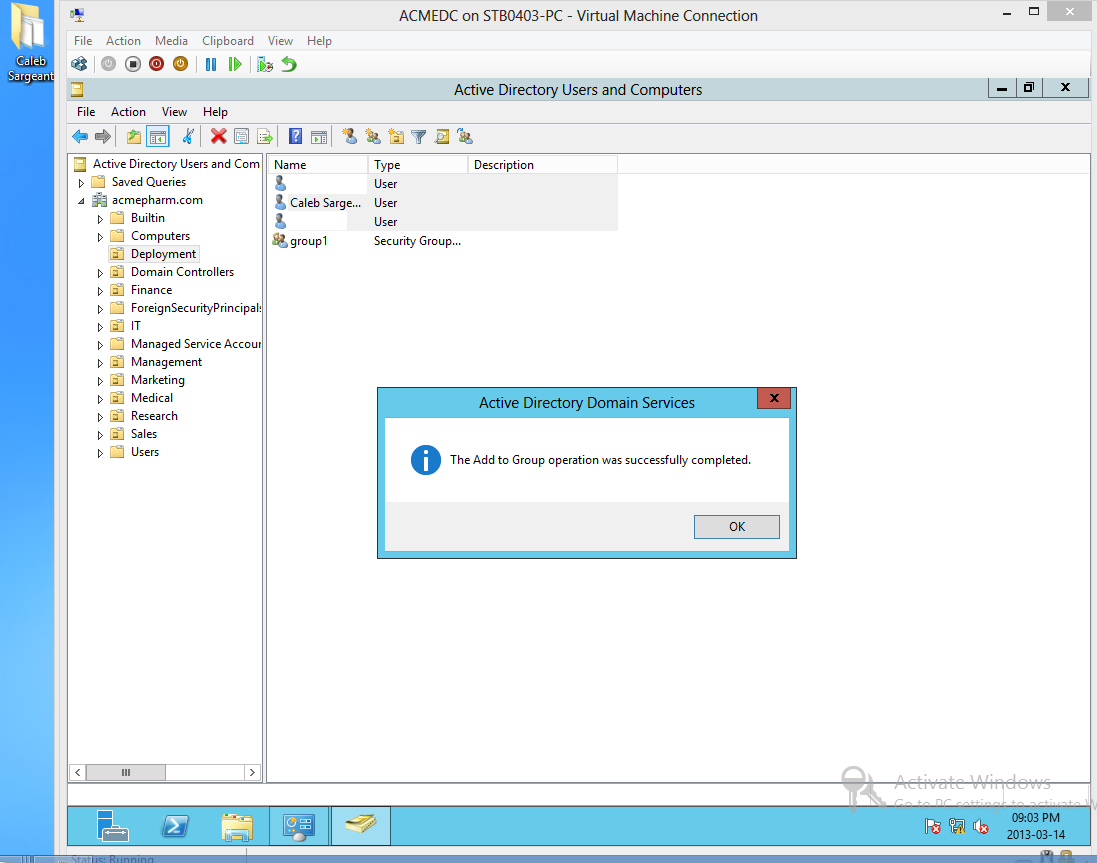 Caleb
Sargeant
ACMEDC on STB0403-PC - Virtual Machine Connection
File Action Media Clipboard View Help
Active Directory Users and Computers
File Action View Help
Active Directory Users and Com
Saved Queries
acmepharm.com
Builtin
Computers
Deployment
Domain Controllers
Finance
ForeignSecurityPrincipals
IT
Managed Service Accour
Management
Marketing
Medical
Research
Sales
Users
Name Type Description
User
Caleb Sarge... User
User
group1 Security Group...
Active Directory Domain Services
The Add to Group operation was successfully completed.
OK
Activate Windows
Go to PC settings to activate W
09:03 PM
2013-03-14
Status: Running